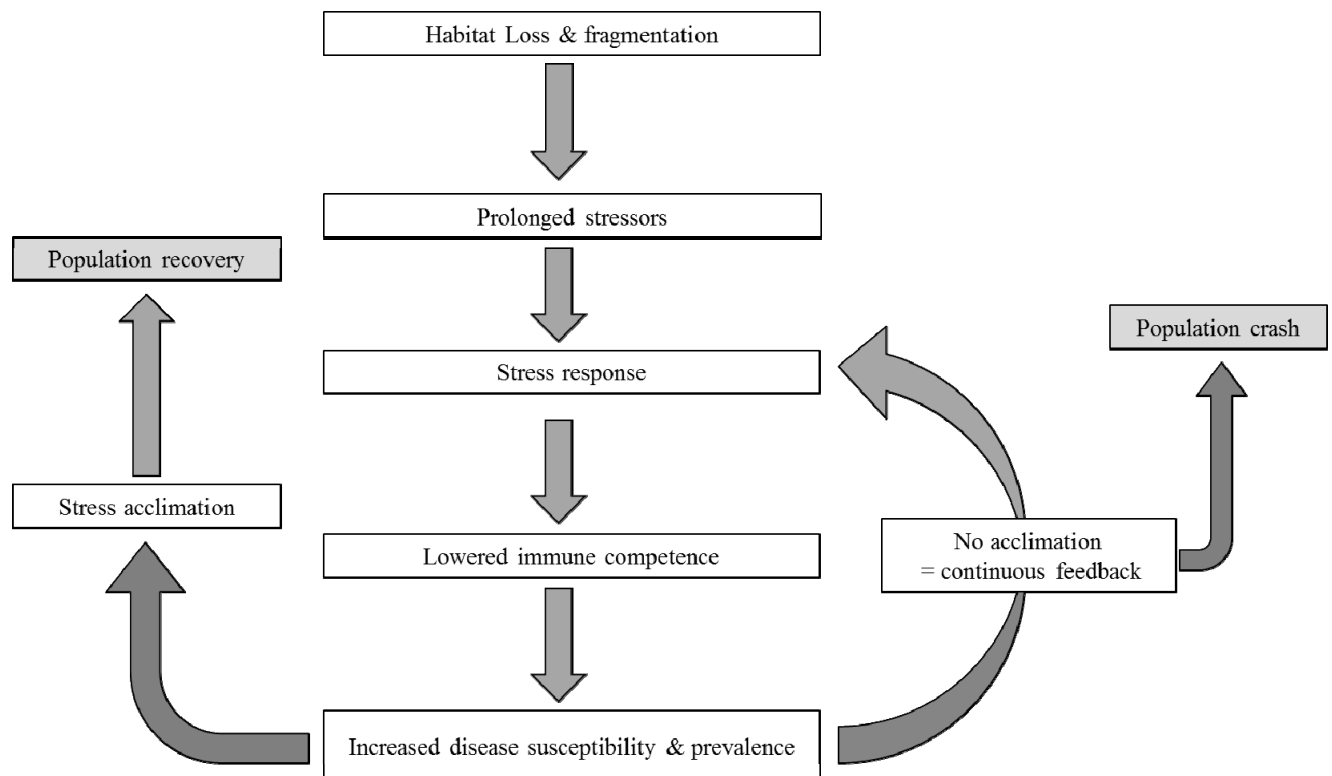 Habitat Loss & fragmentation
Prolonged stressors
Population recovery
Population crash
Stress response
Stress acclimation
Lowered immune competence
No acclimation
= continuous feedback
Increased disease susceptibility & prevalence